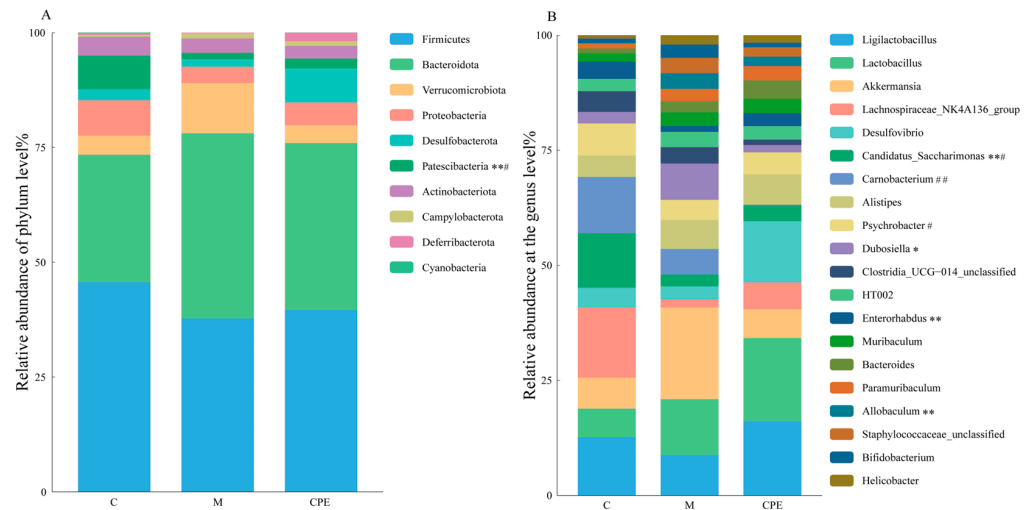 A
Relative abundance of phylum level%
100
75
50
25
0
C
M
CPE
Firmicutes
Bacteroidota
Verrucomicrobiota
Proteobacteria
Desulfobacterota
Patescibacteria **#
Actinobacteriota
Campylobacterota
Deferribacterota
Cyanobacteria
B
Relative abundance at the genus level%
100
75
50
25
0
C
M
CPE
Ligilactobacillus
Lactobacillus
Akkermansia
Lachnospiraceae_NK4A136_group
Desulfovibrio
Candidatus_Saccharimonas **#
Carnobacterium ##
Alistipes
Psychrobacter #
Dubosiella *
Clostridia_UCG−014_unclassified
HT002
Enterorhabdus **
Muribaculum
Bacteroides
Paramuribaculum
Allobaculum **
Staphylococcaceae_unclassified
Bifidobacterium
Helicobacter